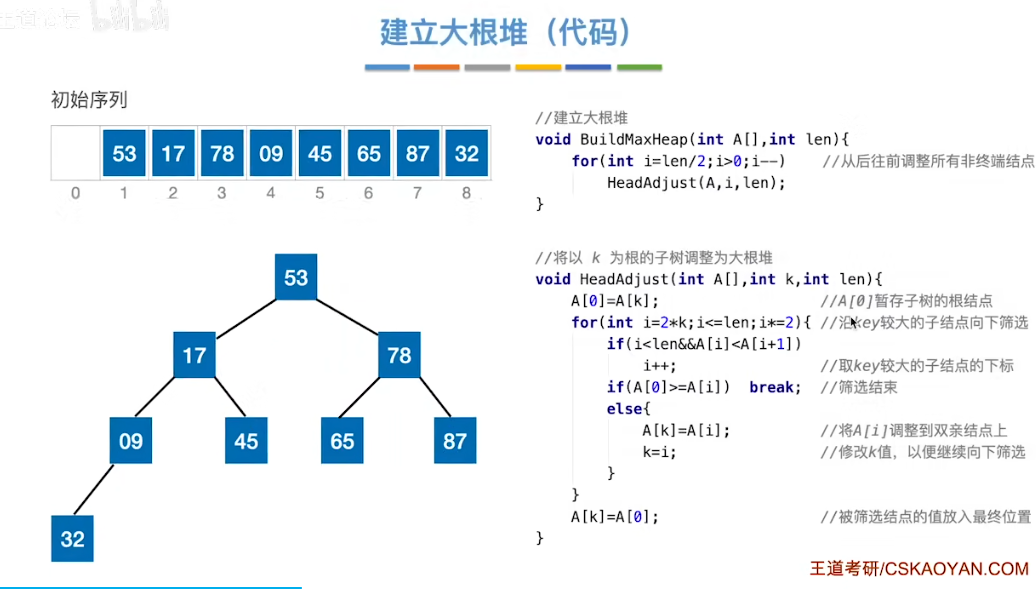 建立大根堆（代码）
初始序列
53 17 78 09 45 65 87 32
0 1 2 3 4 5 6 7 8
53
17 78
09 45 65 87
32
//建立大根堆
void BuildMaxHeap(int A[],int len){
for(int i=len/2;i>0;i--) //从后往前调整所有非终端结点
HeadAdjust(A,i,len);
}
//将以 k 为根的子树调整为大根堆
void HeadAdjust(int A[],int k,int len){
A[0]=A[k]; //A[0]暂存子树的根结点
for(int i=2*k;i<=len;i*=2){ //沿key较大的子结点向下筛选
if(i<len&&A[i]<A[i+1])
i++; //取key较大的子结点的下标
if(A[0]>=A[i]) break; //筛选结束
else{
A[k]=A[i]; //将A[i]调整到双亲结点上
k=i; //修改k值，以便继续向下筛选
}
}
A[k]=A[0]; //被筛选结点的值放入最终位置
}
王道考研/CSKAOYAN.COM